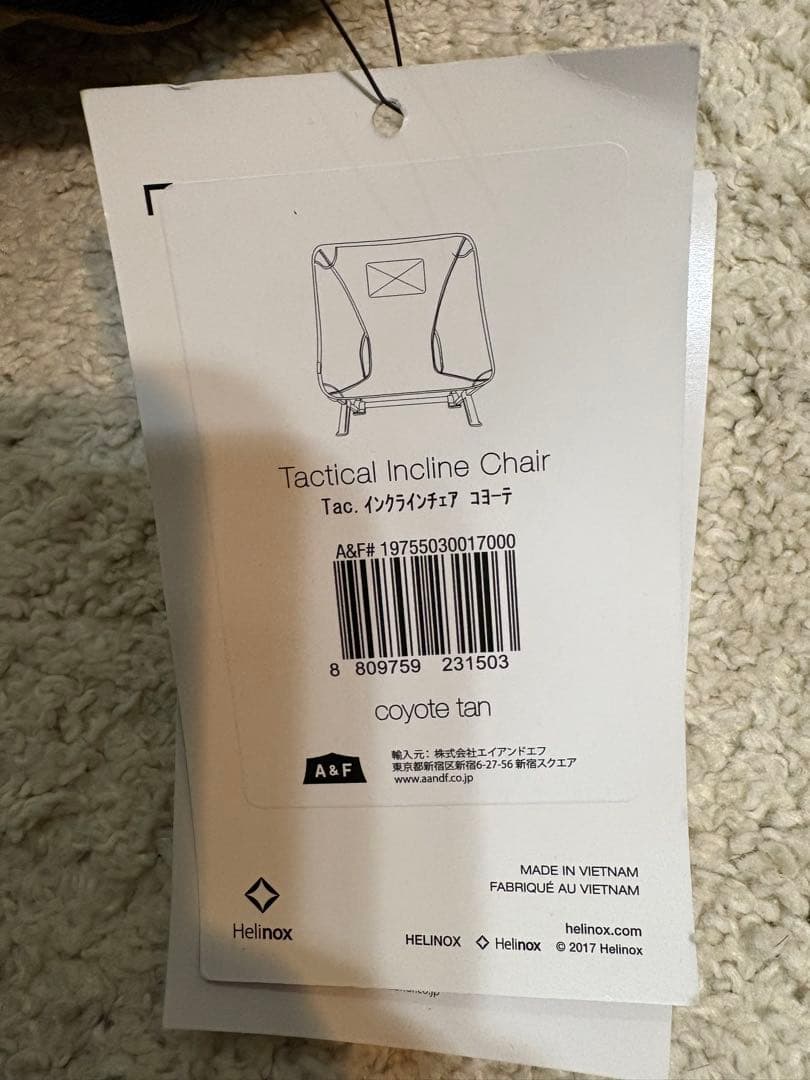 Tactical Incline Chair
Tac. インクラインチェア コヨーテ
A&F# 19755030017000
8 809759 231503
coyote tan
A & F
輸入元: 株式会社エイアンドエフ
東京都新宿区新宿6-27-56 新宿スクエア
www.aandf.co.jp
MADE IN VIETNAM
FABRIQUÉ AU VIETNAM
Helinox
helinox.com
HELINOX Helinox © 2017 Helinox